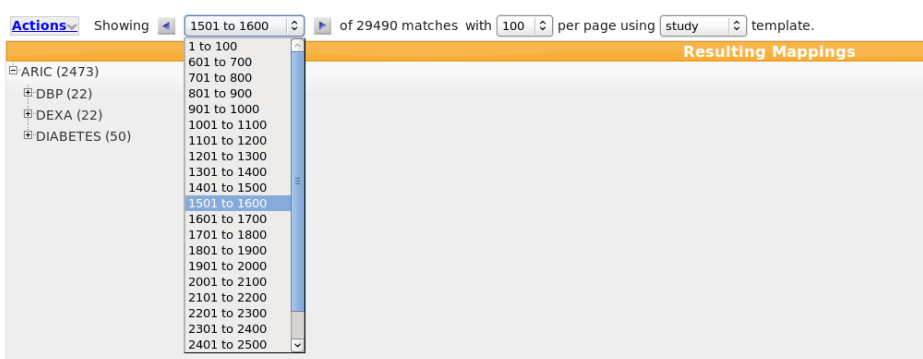 Actions Showing 1501 to 1600 of 29490 matches with 100 per page using study template.
Resulting Mappings
ARIC (2473)
DBP (22)
DEXA (22)
DIABETES (50)
1 to 100
601 to 700
701 to 800
801 to 900
901 to 1000
1001 to 1100
1101 to 1200
1201 to 1300
1301 to 1400
1401 to 1500
1501 to 1600
1601 to 1700
1701 to 1800
1801 to 1900
1901 to 2000
2001 to 2100
2101 to 2200
2201 to 2300
2301 to 2400
2401 to 2500